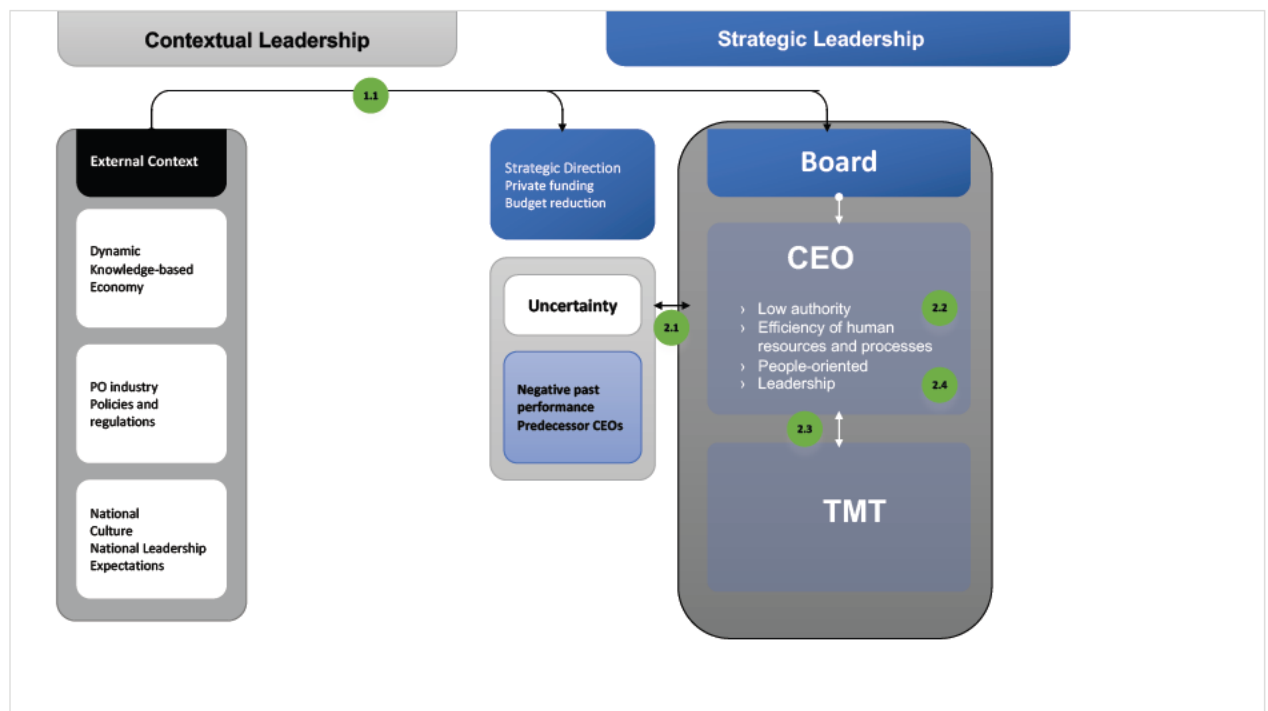 Contextual Leadership
Strategic Leadership
1.1
External Context
Dynamic
Knowledge-based
Economy
PO industry
Policies and
regulations
National
Culture
National Leadership
Expectations
Strategic Direction
Private funding
Budget reduction
Uncertainty
Negative past
performance
Predecessor CEOs
2.1
Board
CEO
› Low authority
› Efficiency of human
resources and processes
› People-oriented
› Leadership
2.2
2.4
2.3
TMT